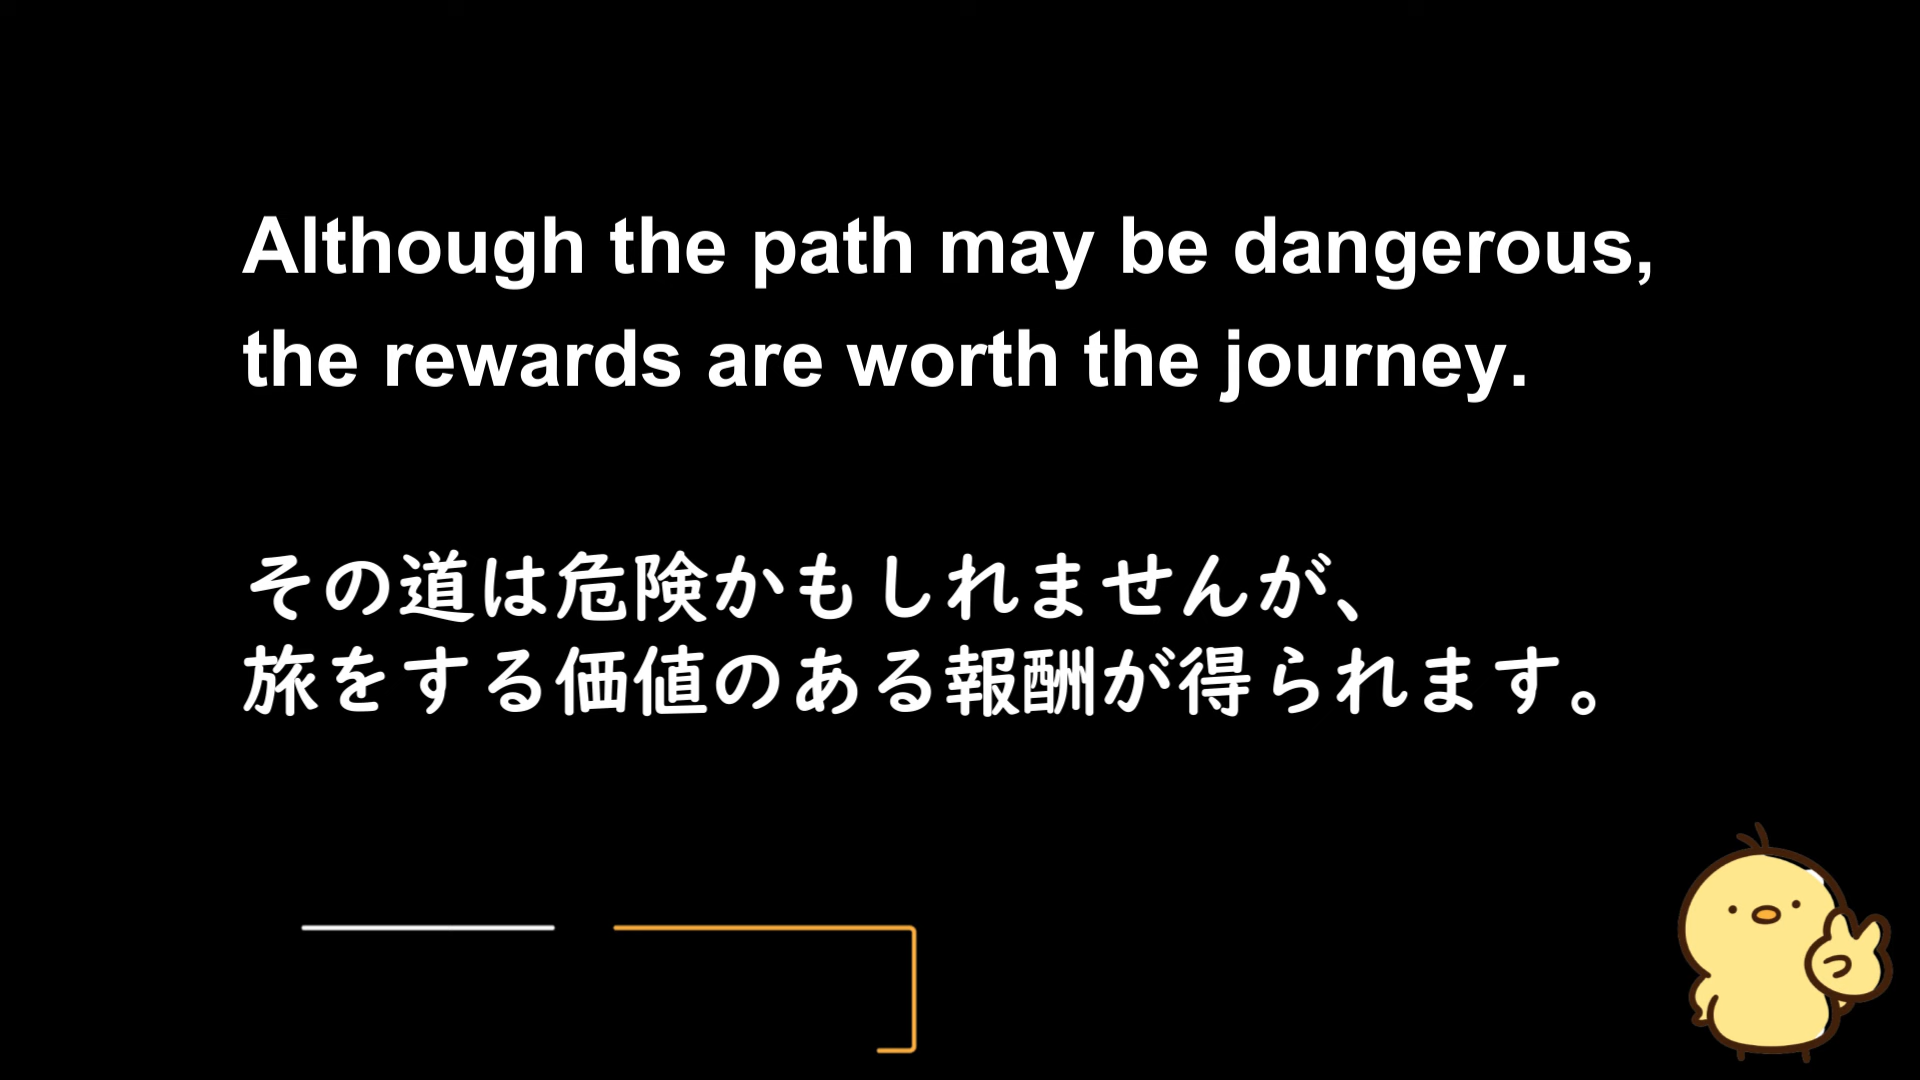 Although the path may be dangerous,
the rewards are worth the journey.
その道は危険かもしれませんが、
旅をする価値のある報酬が得られます。